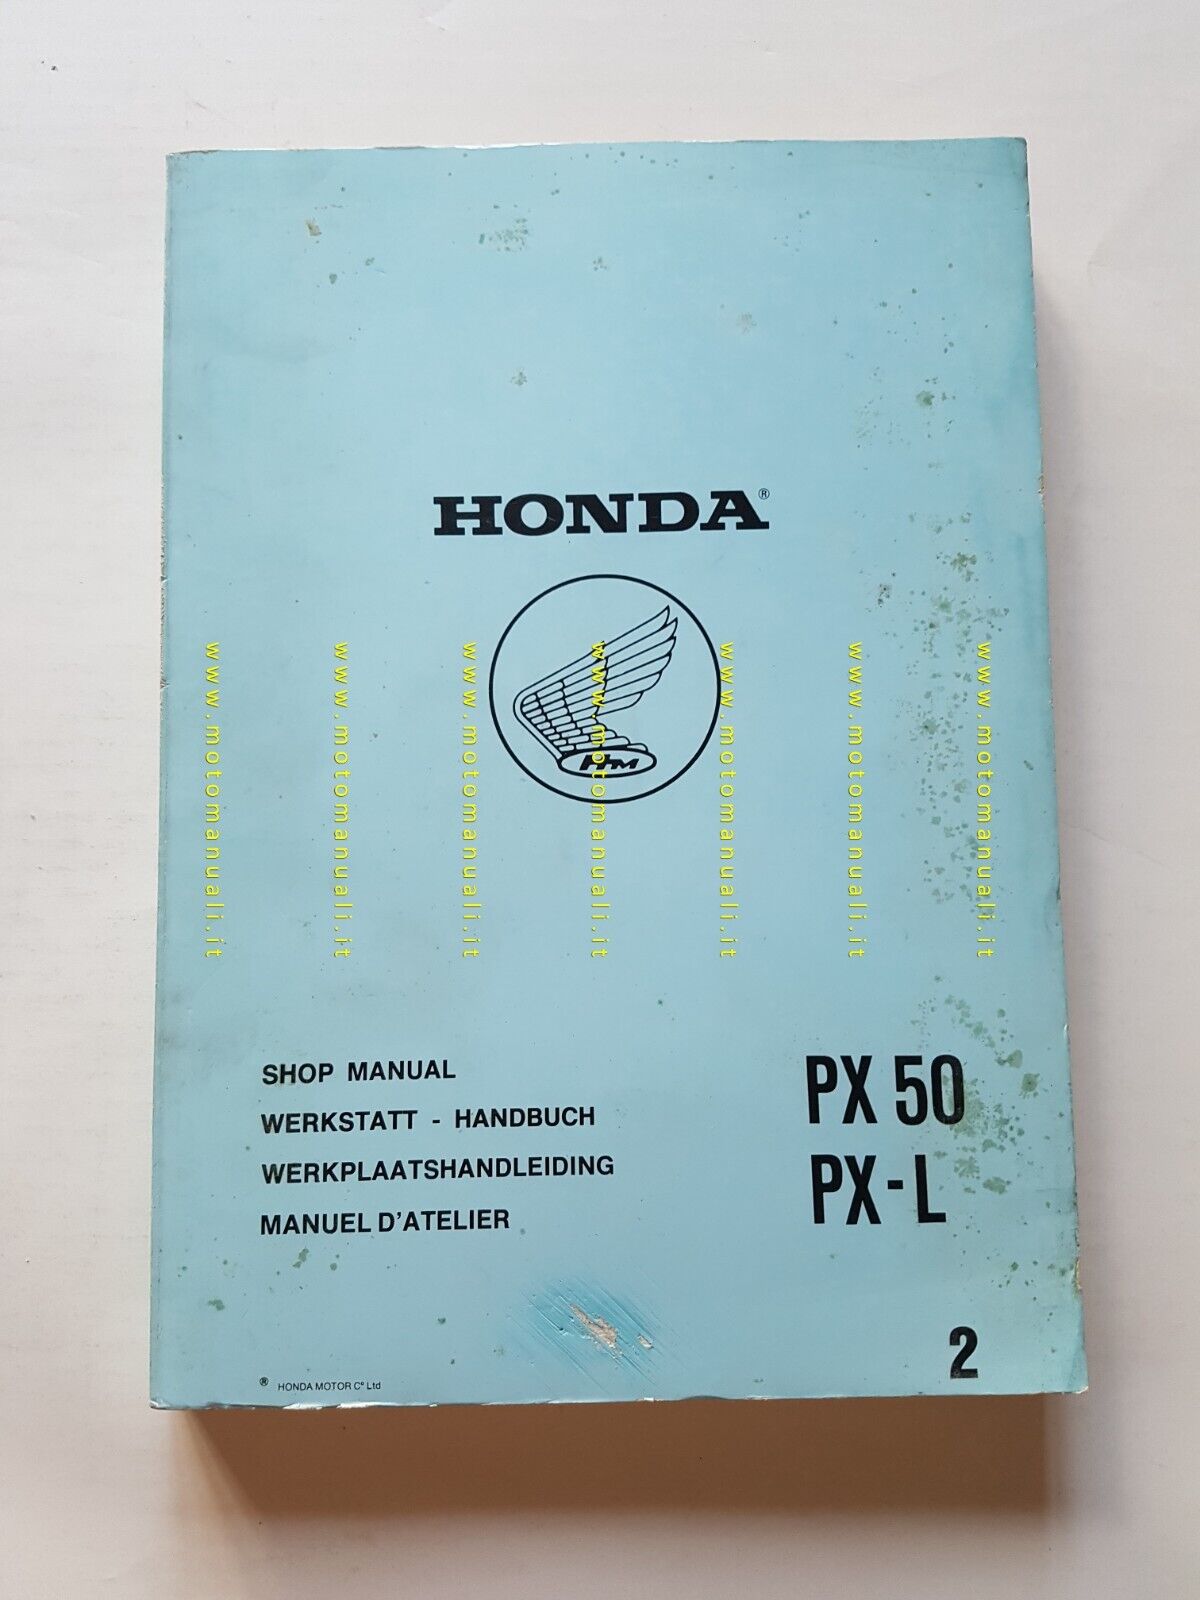 HONDA®
HM
www.motomanuali.it
www.motomanuali.it
www.motomanuali.it
www.motomanuali.it
www.motomanuali.it
www.motomanuali.it
www.motomanuali.it
SHOP MANUAL
WERKSTATT - HANDBUCH
WERKPLAATSHANDLEIDING
MANUEL D'ATELIER
PX 50
PX-L
2
® HONDA MOTOR Cº Ltd